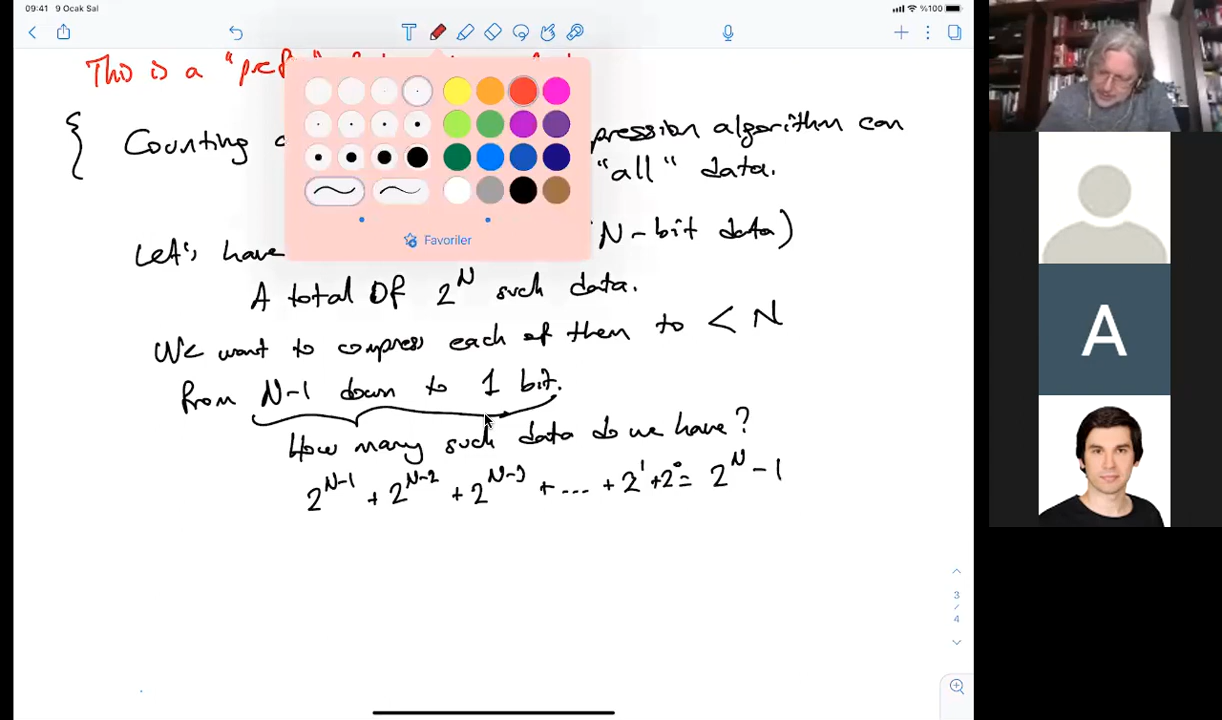 09:41 9 Ocak Sal
%100
This is a "pref
Counting pression algorithm can
"all" data.
Let's have (N-bit data)
A total of 2^N such data.
We want to compress each of them to < N
from N-1 down to 1 bit.
How many such data do we have?
2^{N-1} + 2^{N-2} + 2^{N-3} + ... + 2^1 + 2^0 = 2^N - 1
Favoriler
3
/
4
A